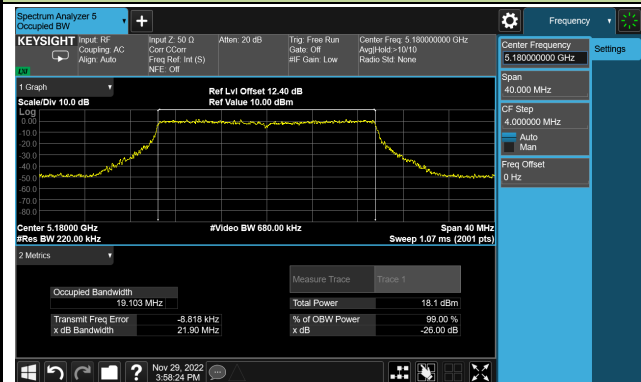 Spectrum Analyzer 5
Occupied BW
Frequency
KEYSIGHT
Input: RF
Coupling: AC
Align: Auto
Input Z: 50 Ω
Corr CCorr
Freq Ref: Int (S)
NFE: Off
Atten: 20 dB
Trig: Free Run
Gate: Off
#IF Gain: Low
Center Freq: 5.180000000 GHz
Avg|Hold:>10/10
Radio Std: None
Center Frequency
5.180000000 GHz
Settings
Span
40.000 MHz
CF Step
4.000000 MHz
Auto
Man
Freq Offset
0 Hz
1 Graph
Scale/Div 10.0 dB
Ref Lvl Offset 12.40 dB
Ref Value 10.00 dBm
Log
0.00
-10.0
-20.0
-30.0
-40.0
-50.0
-60.0
-70.0
-80.0
Center 5.18000 GHz
#Video BW 680.00 kHz
Span 40 MHz
#Res BW 220.00 kHz
Sweep 1.07 ms (2001 pts)
2 Metrics
Measure Trace
Trace 1
Occupied Bandwidth
19.103 MHz
Total Power
18.1 dBm
Transmit Freq Error
-8.818 kHz
% of OBW Power
99.00 %
x dB Bandwidth
21.90 MHz
x dB
-26.00 dB
Nov 29, 2022
3:58:24 PM